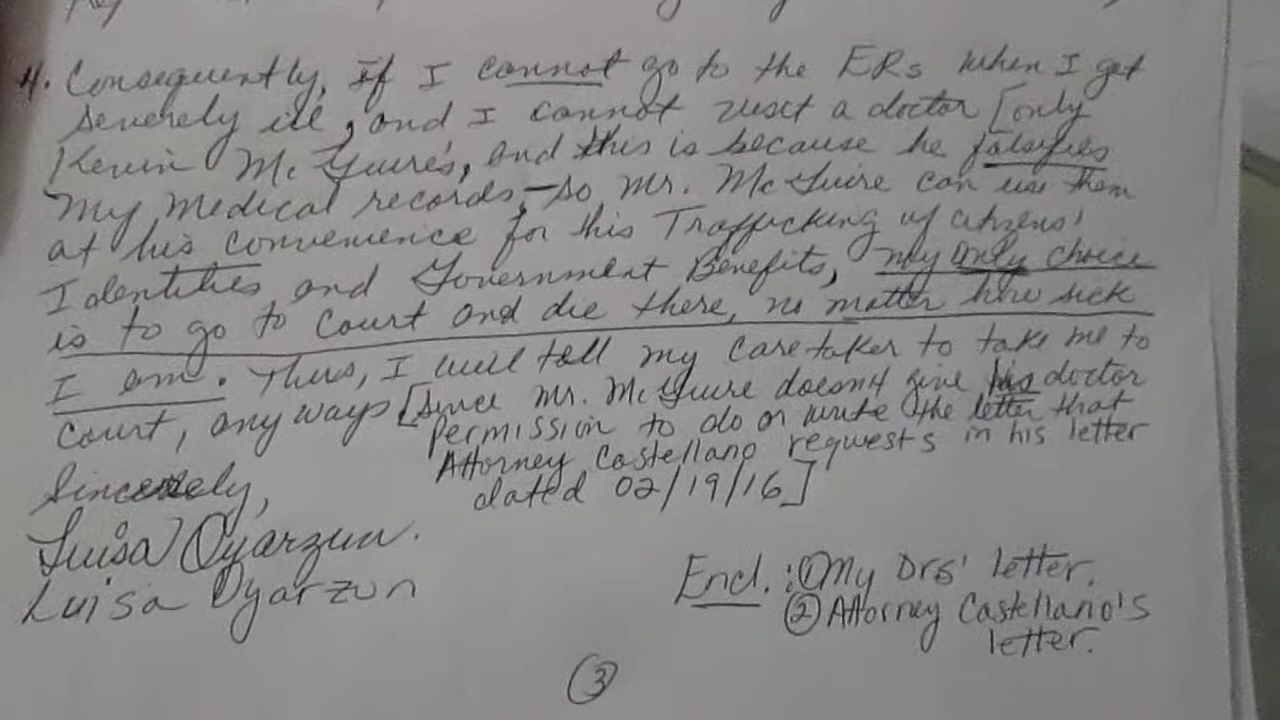 4. Consequently, If I cannot go to the ERs when I get
severely ill, and I cannot visit a doctor [only
Kevin McGuire's, and this is because he falsifies
my medical records,—so Mr. McGuire can use them
at his convenience for this Trafficking of citizens'
Identities and Government Benefits, my only choice
is to go to court and die there, no matter how sick
I am. Thus, I will tell my caretaker to take me to
court, any ways [since Mr. McGuire doesn't give his doctor
permission to do or write the letter that
Attorney Castellano requests in his letter
dated 02/19/16]
Sincerely,
Luisa Oyarzun.
Luisa Oyarzun
Encl.: ① My Drs' letter.
② Attorney Castellano's
letter.
③